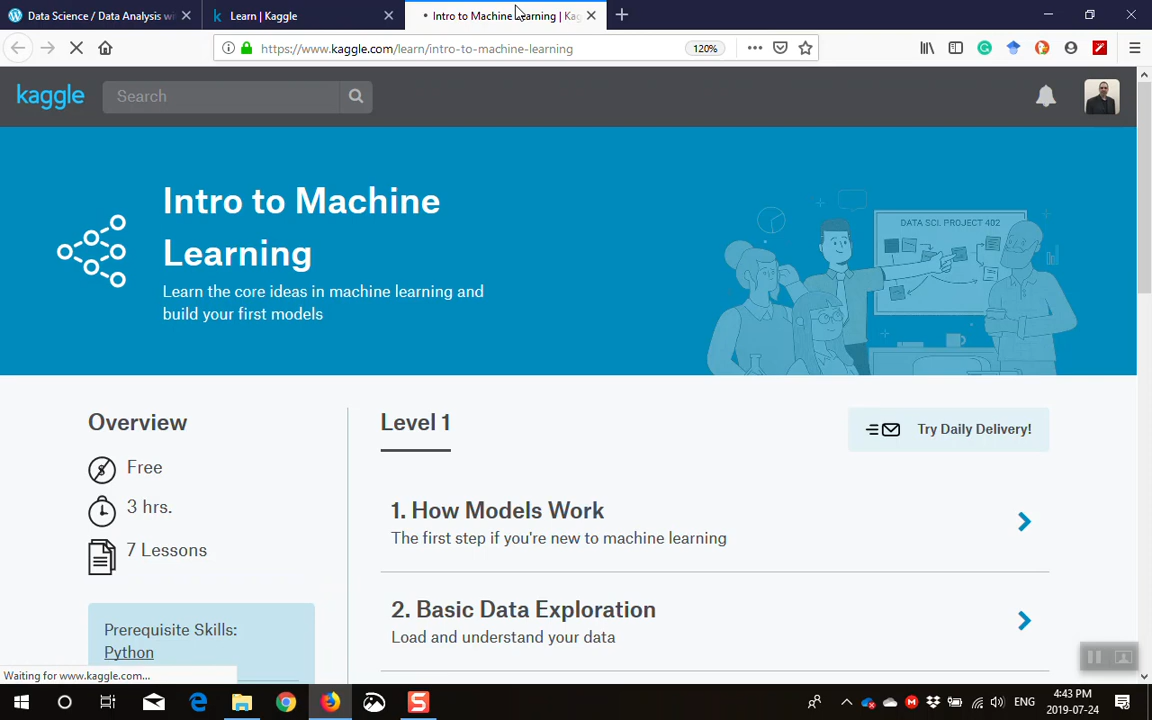 Data Science / Data Analysis wi
Learn | Kaggle
Intro to Machine Learning | Kag
https://www.kaggle.com/learn/intro-to-machine-learning
120%
kaggle
Search
Intro to Machine
Learning
Learn the core ideas in machine learning and
build your first models
DATA SCI. PROJECT 402
Overview
Free
3 hrs.
7 Lessons
Prerequisite Skills:
Python
Level 1
Try Daily Delivery!
1. How Models Work
The first step if you're new to machine learning
2. Basic Data Exploration
Load and understand your data
Waiting for www.kaggle.com...
ENG
4:43 PM
2019-07-24